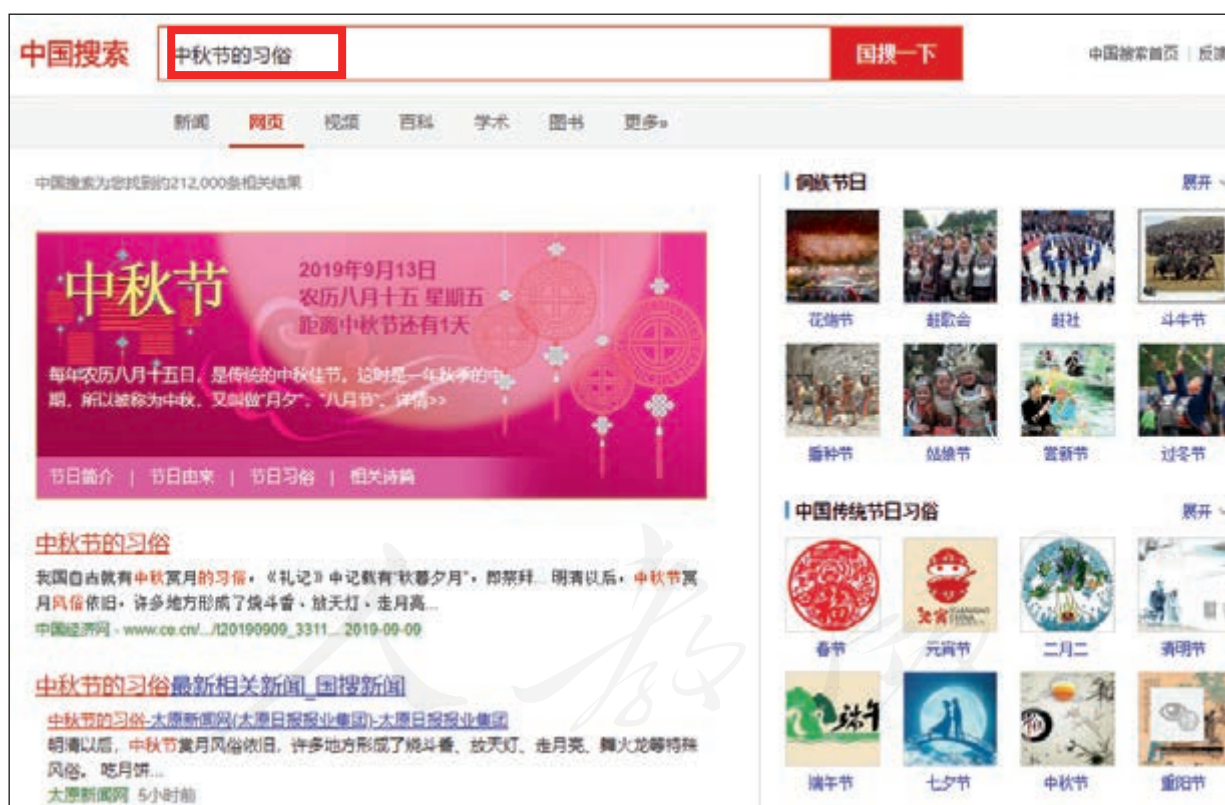 中国搜索
中秋节的习俗
国搜一下
中国搜索首页 | 反馈
新闻 网页 视频 百科 学术 图书 更多»
中国搜索为您找到约212,000条相关结果
中秋节
2019年9月13日
农历八月十五 星期五
距离中秋节还有1天
每年农历八月十五日，是传统的中秋佳节。这时是一年秋季的中
期，所以被称为中秋，又叫做"月夕"，"八月节"。详情>>
节日简介 | 节日由来 | 节日习俗 | 相关诗篇
中秋节的习俗
我国自古就有中秋赏月的习俗，《礼记》中记载有"秋暮夕月"，即祭拜... 明清以后，中秋节赏
月风俗依旧，许多地方形成了烧斗香、放天灯、走月亮...
中国经济网 - www.ce.cn/.../t20190909_3311... 2019-09-09
中秋节的习俗最新相关新闻_国搜新闻
中秋节的习俗-太原新闻网(太原日报报业集团)-太原日报报业集团
明清以后，中秋节赏月风俗依旧，许多地方形成了烧斗香、放天灯、走月亮、舞火龙等特殊
风俗。 吃月饼...
太原新闻网 5小时前
侗族节日 展开
花炮节 赶歌会 赶社 斗牛节
播种节 姑娘节 尝新节 过冬节
中国传统节日习俗 展开
春节 元宵节 二月二 清明节
端午
端午节 七夕节 中秋节 重阳节